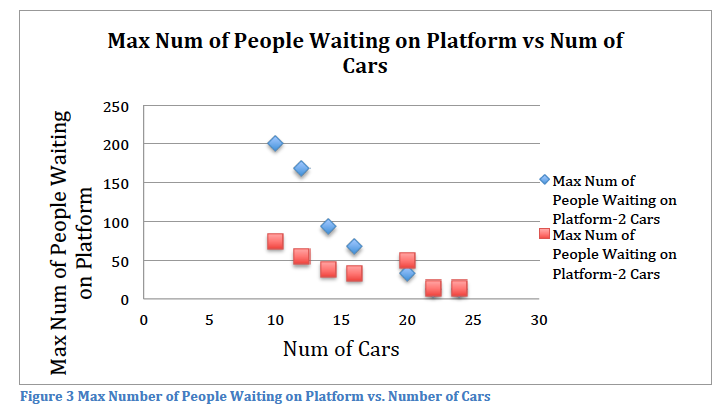 Max Num of People Waiting on Platform vs Num of
Cars
Max Num of People Waiting
on Platform
250
200
150
100
50
0
0 5 10 15 20 25 30
Num of Cars
Max Num of
People Waiting on
Platform-2 Cars
Max Num of
People Waiting on
Platform-2 Cars
Figure 3 Max Number of People Waiting on Platform vs. Number of Cars